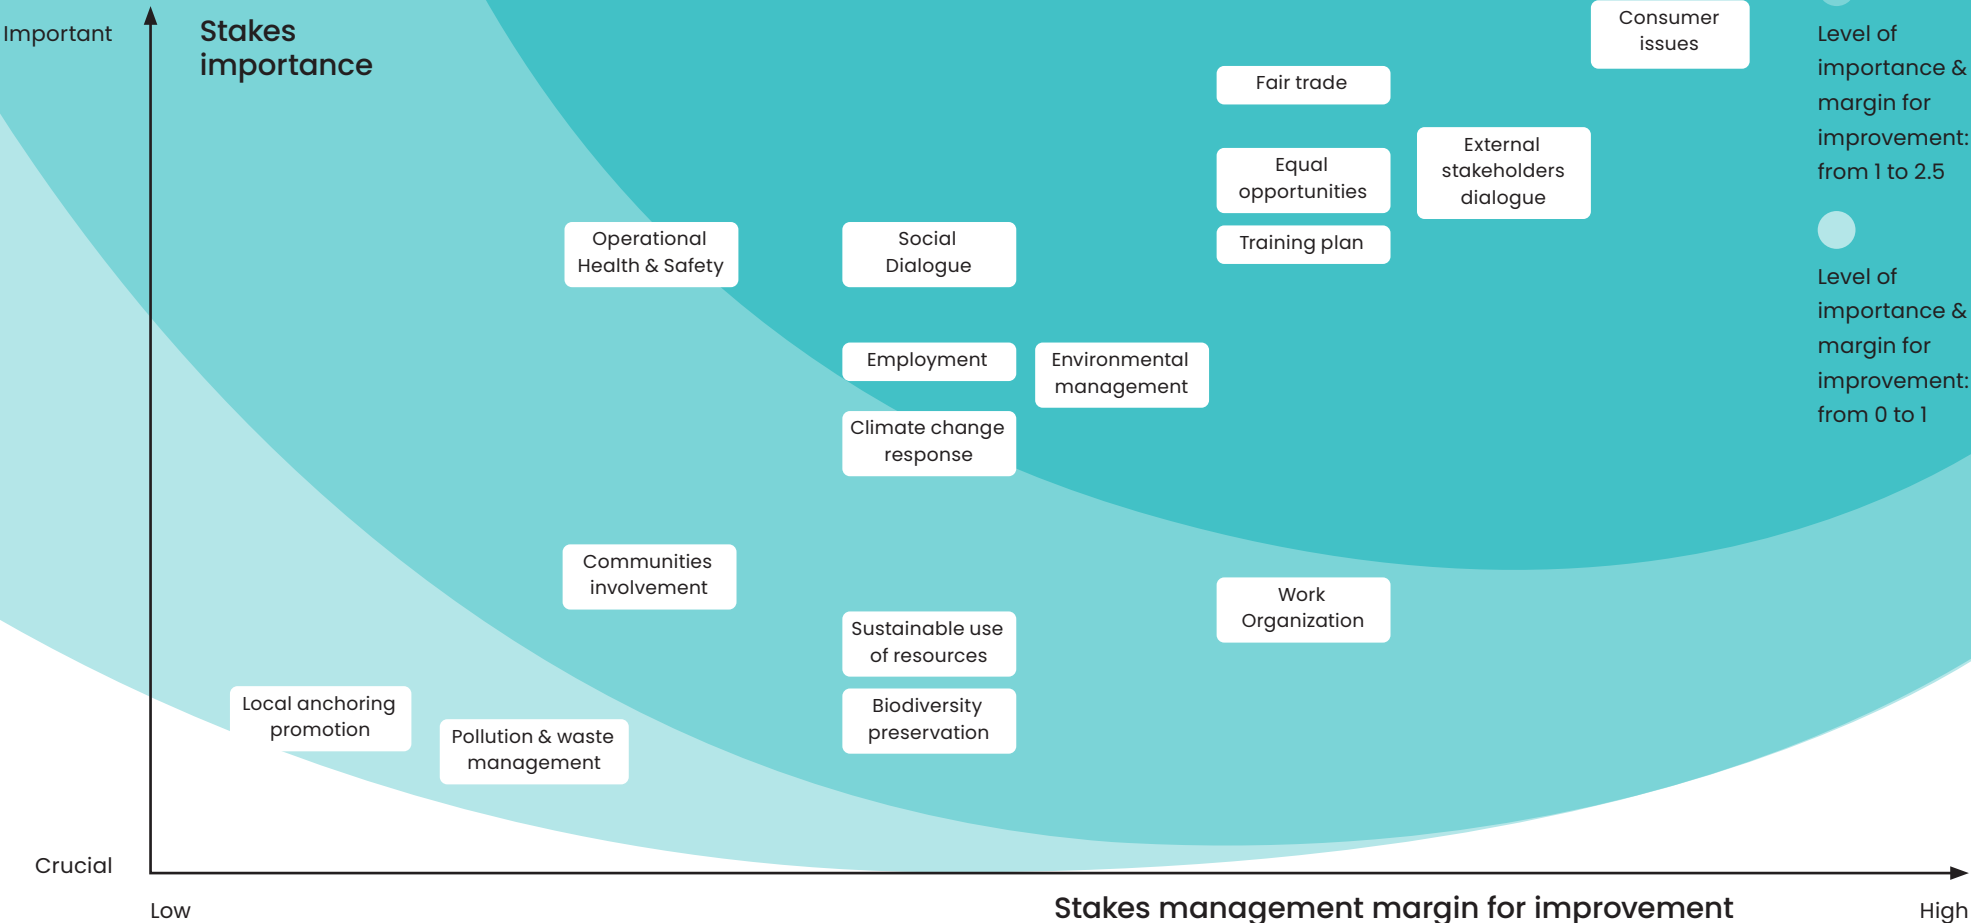 Important
Stakes
importance
Consumer
issues
Fair trade
Equal
opportunities
External
stakeholders
dialogue
Training plan
Operational
Health & Safety
Social
Dialogue
Employment
Environmental
management
Climate change
response
Communities
involvement
Work
Organization
Sustainable use
of resources
Biodiversity
preservation
Local anchoring
promotion
Pollution & waste
management
Level of
importance &
margin for
improvement:
from 1 to 2.5
Level of
importance &
margin for
improvement:
from 0 to 1
Crucial
Low
Stakes management margin for improvement
High